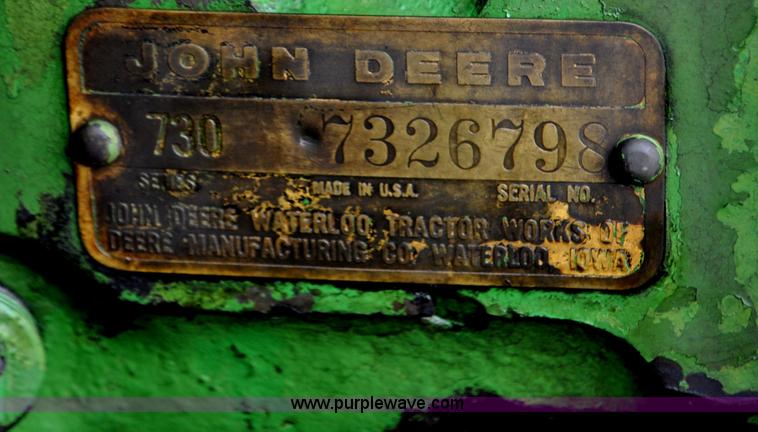 JOHN DEERE
730 7326798
SERIES MADE IN U.S.A. SERIAL NO.
JOHN DEERE WATERLOO TRACTOR WORKS OF
DEERE MANUFACTURING CO. WATERLOO, IOWA
www.purplewave.com